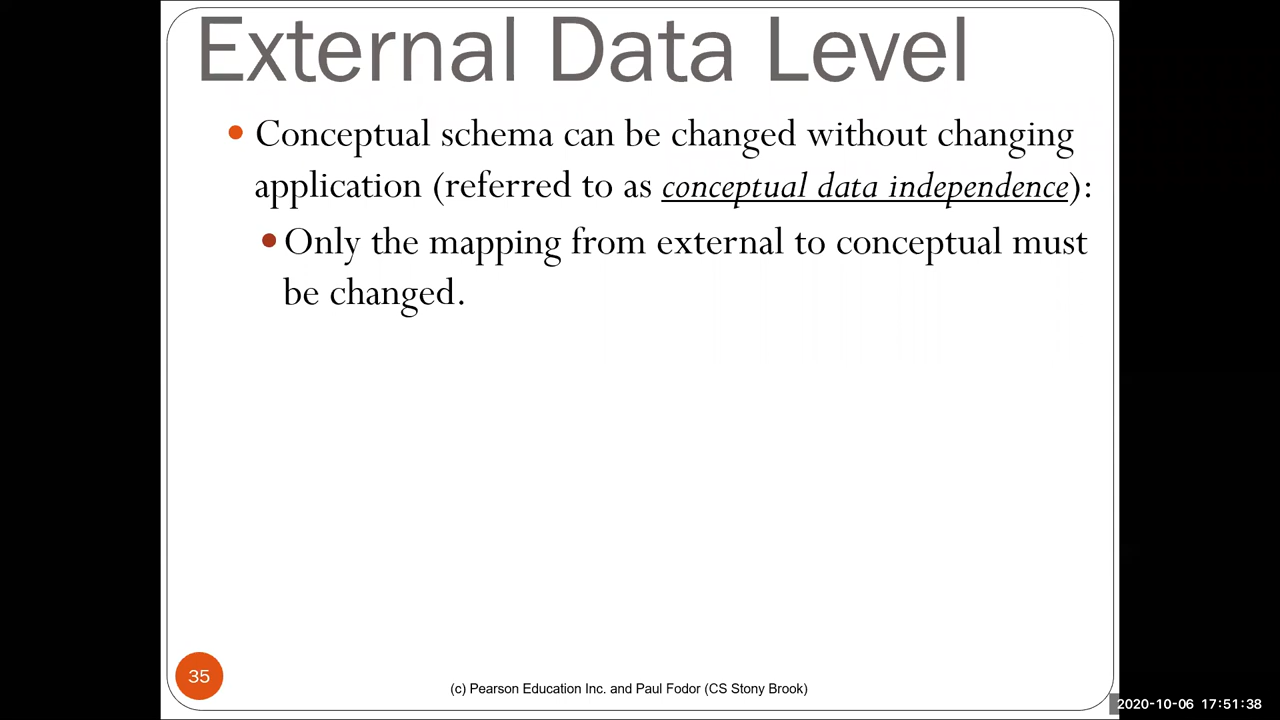 External Data Level
Conceptual schema can be changed without changing
application (referred to as conceptual data independence):
Only the mapping from external to conceptual must
be changed.
35
(c) Pearson Education Inc. and Paul Fodor (CS Stony Brook)
2020-10-06 17:51:38